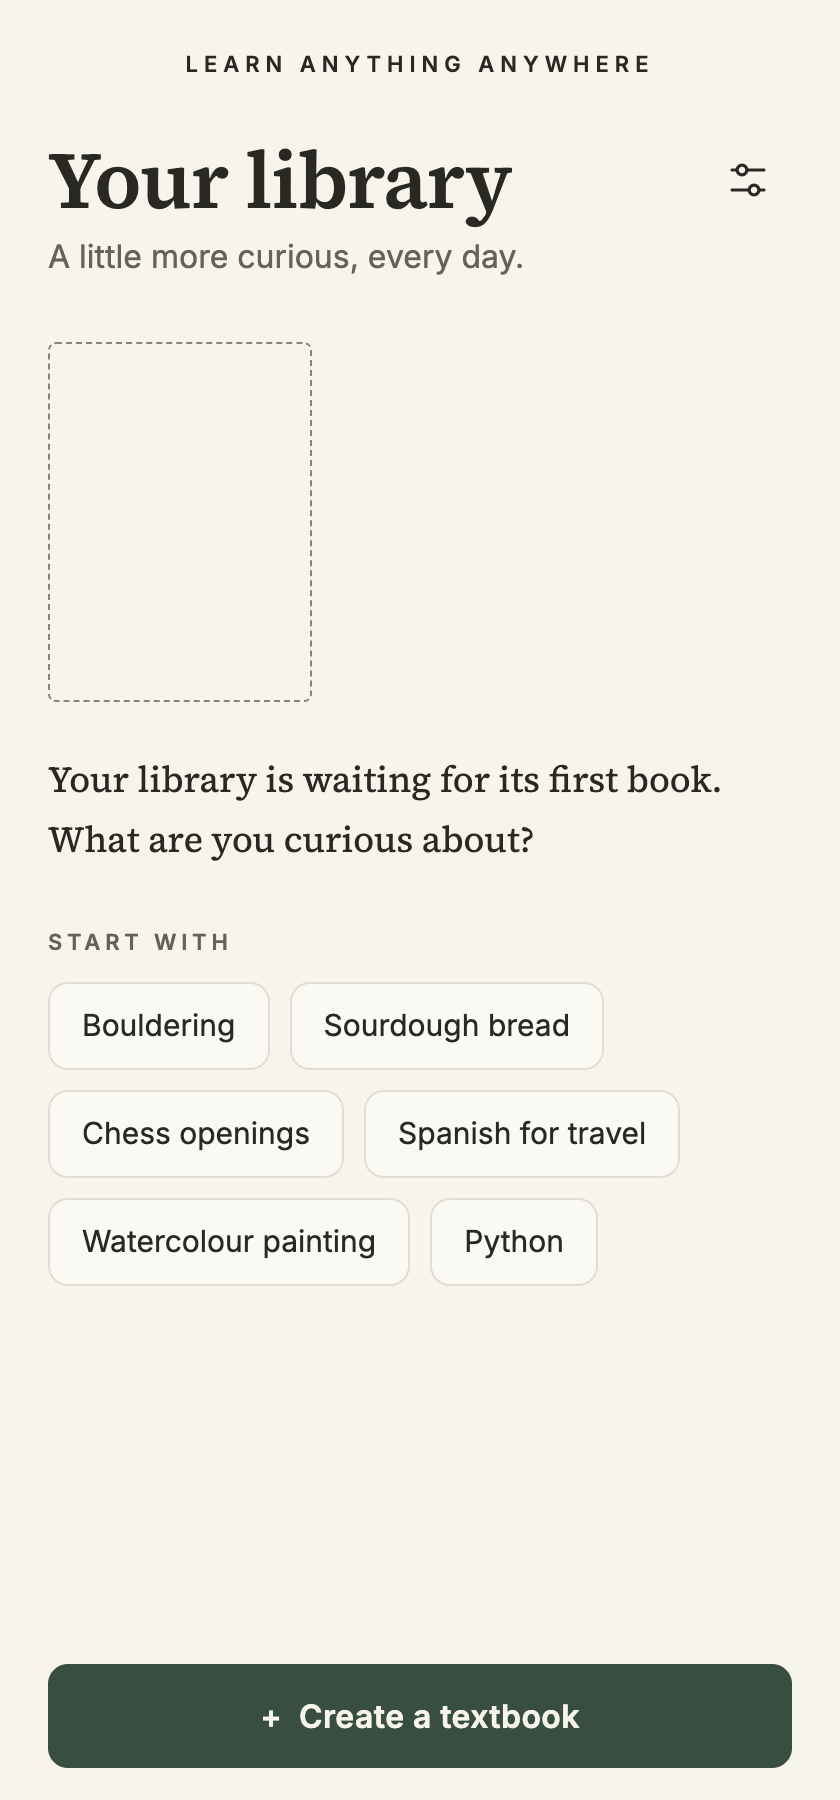 LEARN ANYTHING ANYWHERE
Your library
A little more curious, every day.
Your library is waiting for its first book.
What are you curious about?
START WITH
Bouldering
Sourdough bread
Chess openings
Spanish for travel
Watercolour painting
Python
+ Create a textbook